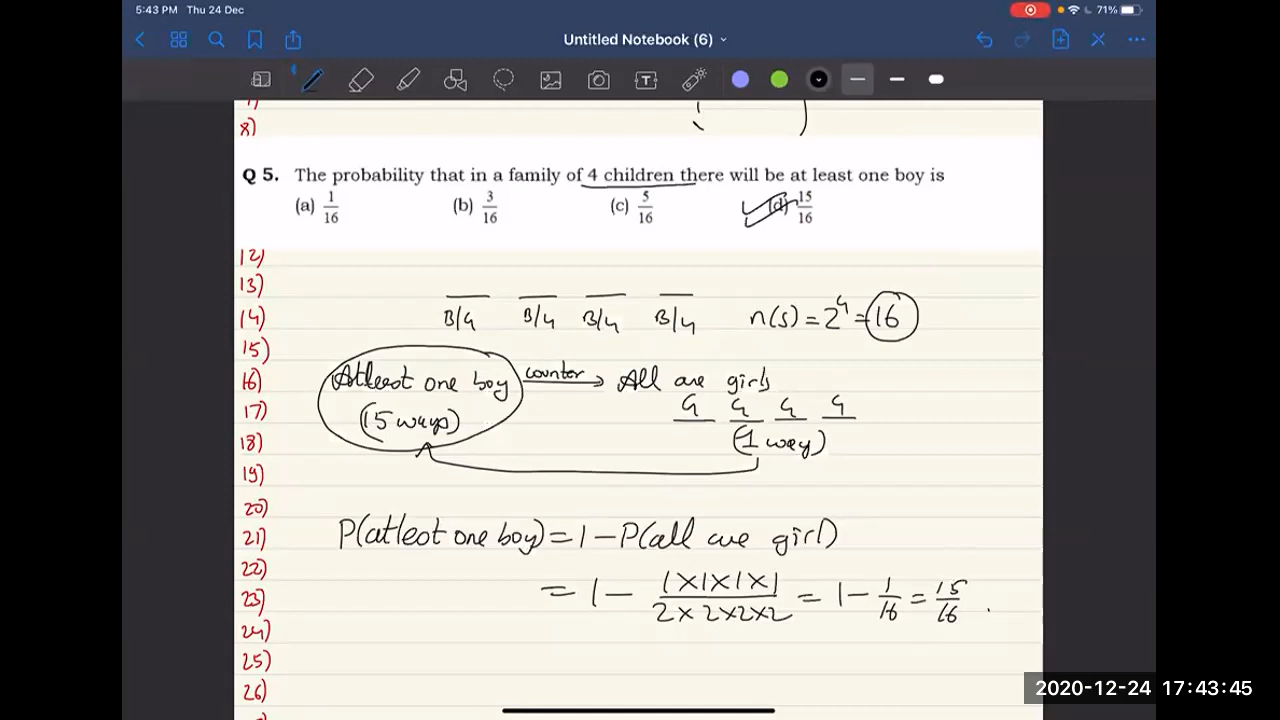 5:43 PM Thu 24 Dec
71%
Untitled Notebook (6)
8)
Q 5. The probability that in a family of 4 children there will be at least one boy is
(a) 1/16 (b) 3/16 (c) 5/16 (d) 15/16
12)
13)
14) B/G B/G B/G B/G n(s) = 2^4 = 16
15)
16) Atleast one boy counter → All are girls
17) (15 ways) G G G G
18) (1 way)
19)
20)
21) P(atleast one boy) = 1 - P(all are girl)
22)
23) = 1 - 1×1×1×1/2×2×2×2 = 1 - 1/16 = 15/16
24)
25)
26)
2020-12-24 17:43:45